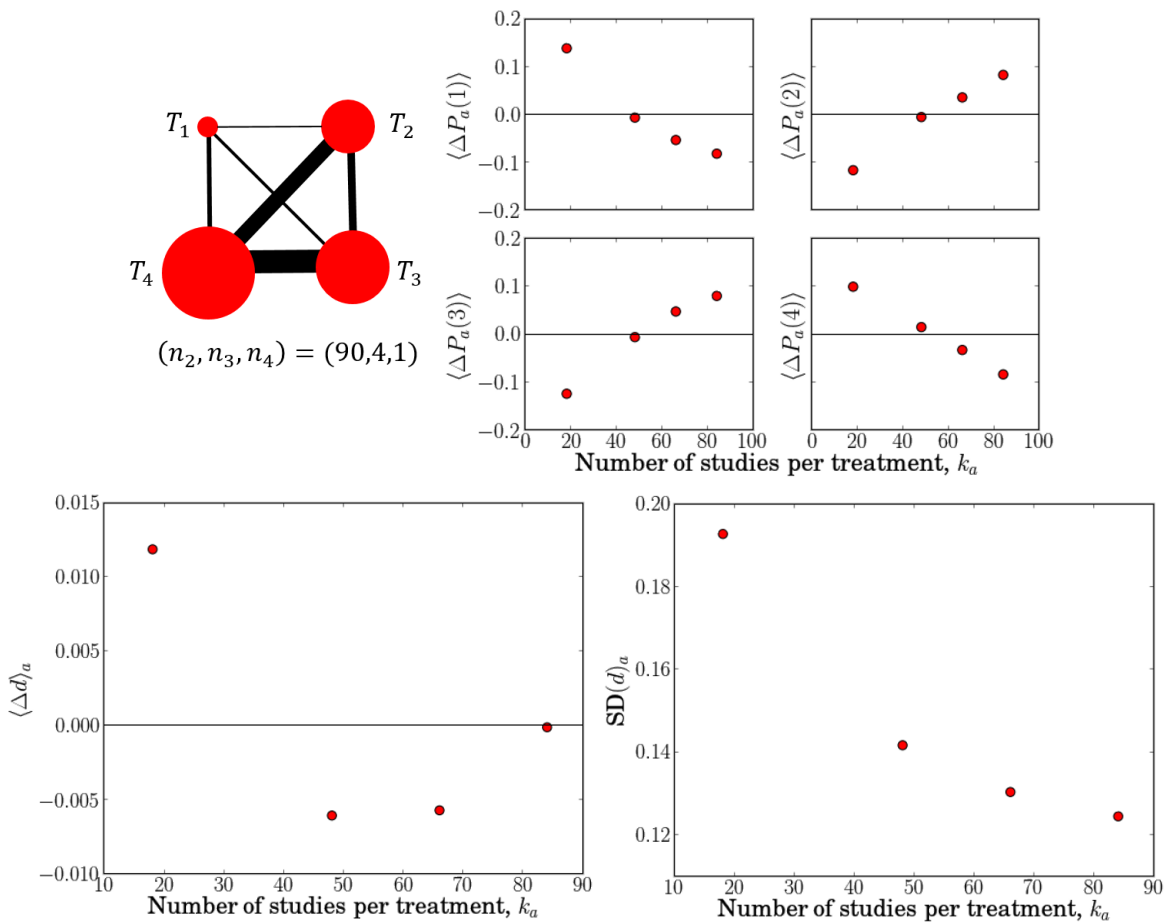 T₁
T₂
T₄
T₃
(n₂,n₃,n₄) = (90,4,1)
⟨ΔPₐ(1)⟩
0.2
0.1
0.0
−0.1
−0.2
⟨ΔPₐ(2)⟩
⟨ΔPₐ(3)⟩
0.2
0.1
0.0
−0.1
−0.2
0 20 40 60 80 100
⟨ΔPₐ(4)⟩
0 20 40 60 80 100
Number of studies per treatment, kₐ
⟨Δd⟩ₐ
0.015
0.010
0.005
0.000
−0.005
−0.010
10 20 30 40 50 60 70 80 90
Number of studies per treatment, kₐ
SD(d)ₐ
0.20
0.18
0.16
0.14
0.12
10 20 30 40 50 60 70 80 90
Number of studies per treatment, kₐ